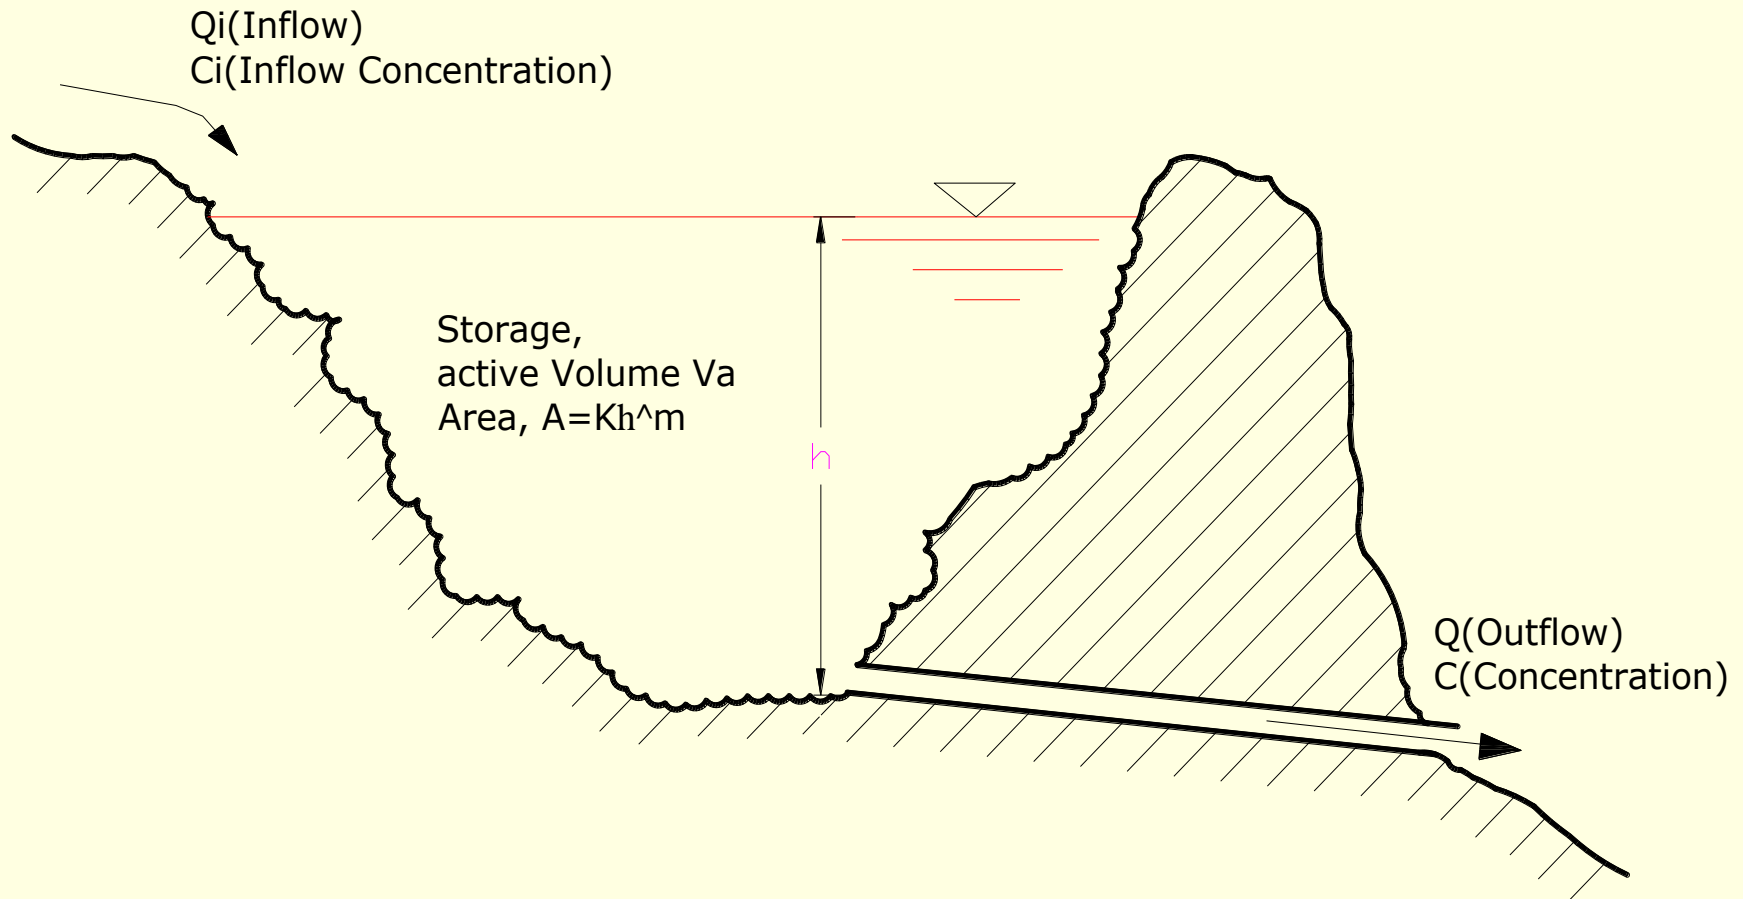 Qi(Inflow)
Ci(Inflow Concentration)
Storage,
active Volume Va
Area, A=Kh^m
h
Q(Outflow)
C(Concentration)